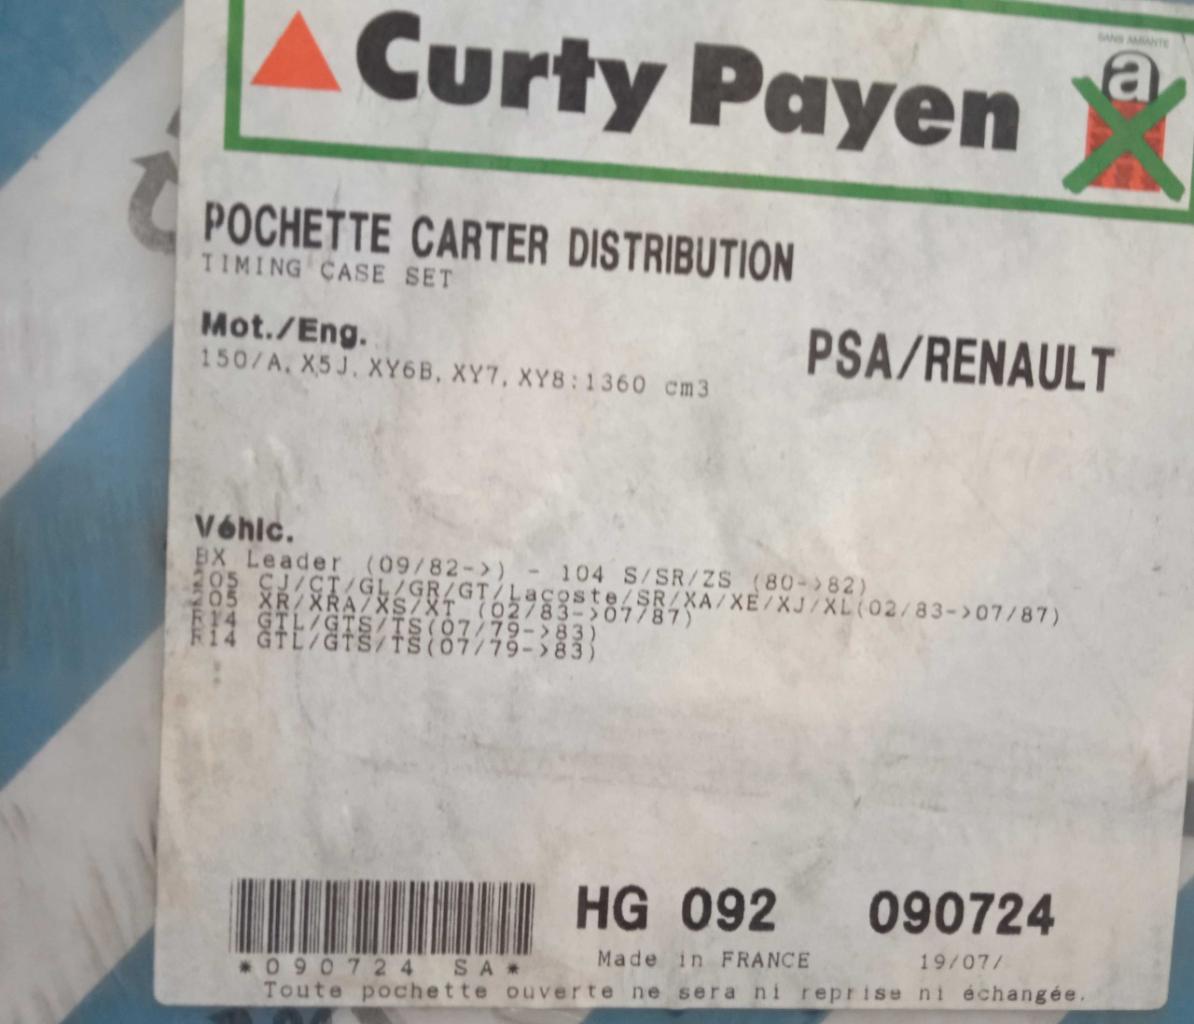 SANS AMIANTE
a
Curty Payen
POCHETTE CARTER DISTRIBUTION
TIMING CASE SET
Mot./Eng.
PSA/RENAULT
150/A, X5J, XY6B, XY7, XY8:1360 cm3
Véhic.
BX Leader (09/82->) - 104 S/SR/ZS (80->82)
205 CJ/CT/GL/GR/GT/Lacoste/SR/XA/XE/XJ/XL(02/83->07/87)
205 XR/XRA/XS/XT (02/83->07/87)
R14 GTL/GTS/TS(07/79->83)
R14 GTL/GTS/TS(07/79->83)
HG 092 090724
Made in FRANCE 19/07/
*090724 SA*
Toute pochette ouverte ne sera ni reprise ni échangée.